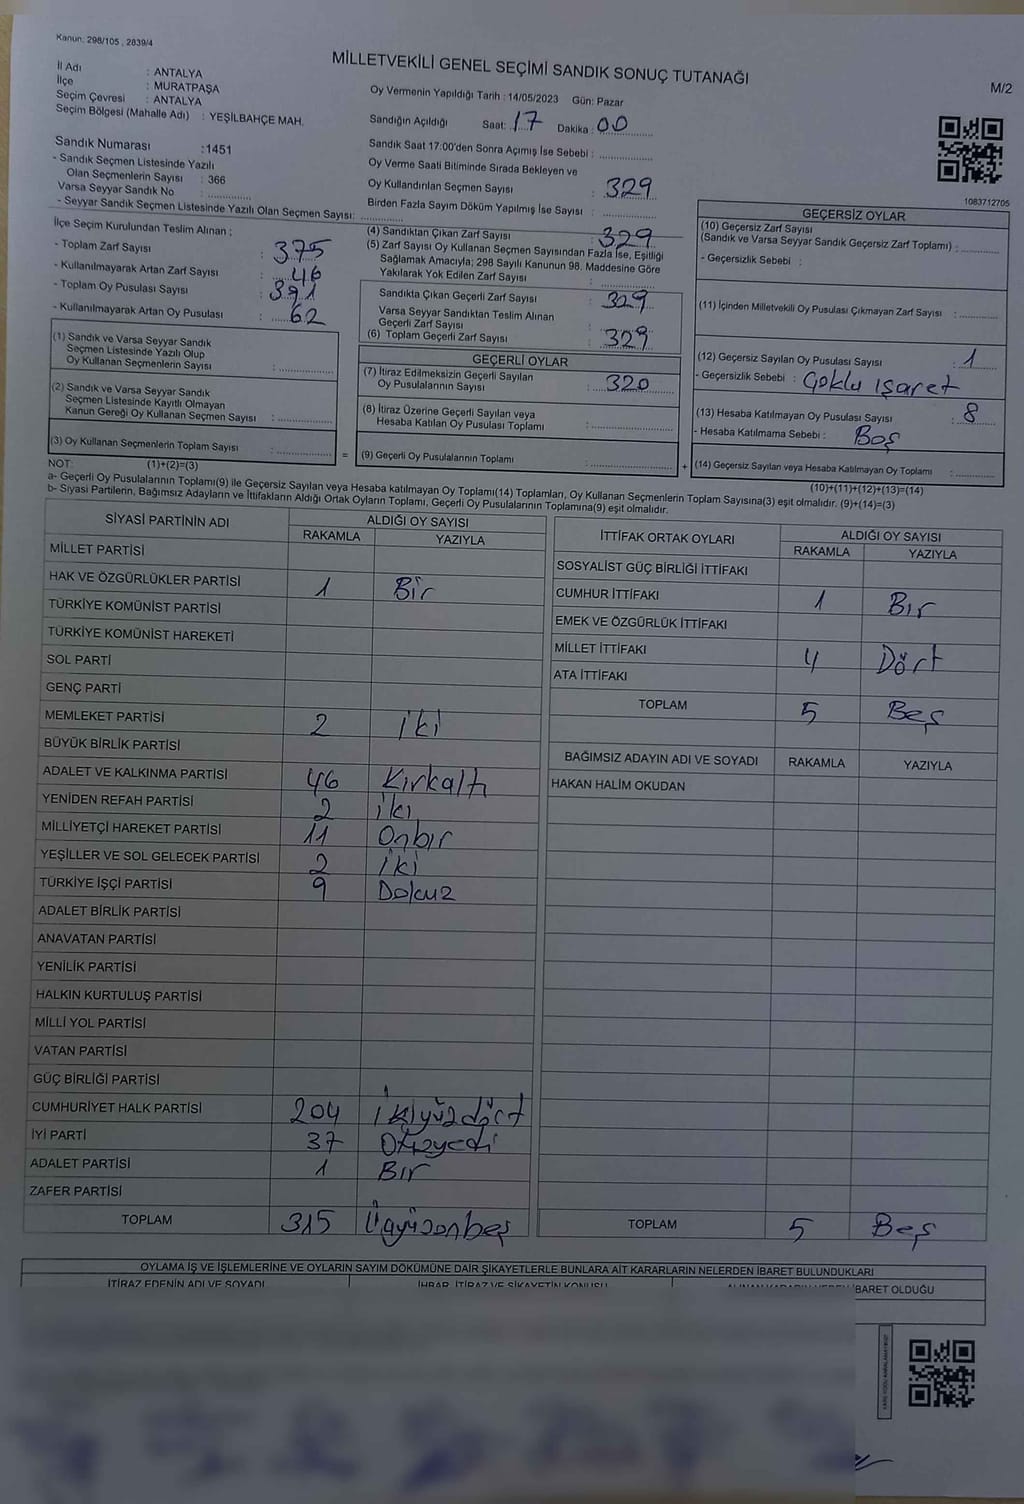 Kanun: 298/105 , 2839/4
MİLLETVEKİLİ GENEL SEÇİMİ SANDIK SONUÇ TUTANAĞI
M/2
İl Adı : ANTALYA
İlçe : MURATPAŞA
Seçim Çevresi : ANTALYA
Seçim Bölgesi (Mahalle Adı) : YEŞİLBAHÇE MAH.
Sandık Numarası :1451
- Sandık Seçmen Listesinde Yazılı
Olan Seçmenlerin Sayısı : 366
Varsa Seyyar Sandık No : ..............
- Seyyar Sandık Seçmen Listesinde Yazılı Olan Seçmen Sayısı: ..............
Oy Vermenin Yapıldığı Tarih : 14/05/2023 Gün: Pazar
Sandığın Açıldığı Saat: 17 Dakika : 00
Sandık Saat 17:00'den Sonra Açımış İse Sebebi : ..............
Oy Verme Saati Bitiminde Sırada Bekleyen ve
Oy Kullandırılan Seçmen Sayısı : 329
Birden Fazla Sayım Döküm Yapılmış İse Sayısı : ..............
1083712705
İlçe Seçim Kurulundan Teslim Alınan ;
- Toplam Zarf Sayısı : 375
- Kullanılmayarak Artan Zarf Sayısı : 46
- Toplam Oy Pusulası Sayısı : 391
- Kullanılmayarak Artan Oy Pusulası : 62
(1) Sandık ve Varsa Seyyar Sandık
Seçmen Listesinde Yazılı Olup
Oy Kullanan Seçmenlerin Sayısı : ..............
(2) Sandık ve Varsa Seyyar Sandık
Seçmen Listesinde Kayıtlı Olmayan
Kanun Gereği Oy Kullanan Seçmen Sayısı : ..............
(3) Oy Kullanan Seçmenlerin Toplam Sayısı : ..............
(4) Sandıktan Çıkan Zarf Sayısı : 329
(5) Zarf Sayısı Oy Kullanan Seçmen Sayısından Fazla İse, Eşitliği
Sağlamak Amacıyla; 298 Sayılı Kanunun 98. Maddesine Göre
Yakılarak Yok Edilen Zarf Sayısı : ..............
Sandıkta Çıkan Geçerli Zarf Sayısı : 329
Varsa Seyyar Sandıktan Teslim Alınan
Geçerli Zarf Sayısı : ..............
(6) Toplam Geçerli Zarf Sayısı : 329
GEÇERLİ OYLAR
(7) İtiraz Edilmeksizin Geçerli Sayılan
Oy Pusulalarının Sayısı : 320
(8) İtiraz Üzerine Geçerli Sayılan veya
Hesaba Katılan Oy Pusulası Toplamı : ..............
= (9) Geçerli Oy Pusulalarının Toplamı : ..............
GEÇERSİZ OYLAR
(10) Geçersiz Zarf Sayısı
(Sandık ve Varsa Seyyar Sandık Geçersiz Zarf Toplamı) : ..............
- Geçersizlik Sebebi :
(11) İçinden Milletvekili Oy Pusulası Çıkmayan Zarf Sayısı : ..............
(12) Geçersiz Sayılan Oy Pusulası Sayısı : 1
- Geçersizlik Sebebi : Çoklu işaret
(13) Hesaba Katılmayan Oy Pusulası Sayısı : 8
- Hesaba Katılmama Sebebi : Boş
+ (14) Geçersiz Sayılan veya Hesaba Katılmayan Oy Toplamı : ..............
NOT: (1)+(2)=(3)
(10)+(11)+(12)+(13)=(14)
a- Geçerli Oy Pusulalarının Toplamı(9) ile Geçersiz Sayılan veya Hesaba katılmayan Oy Toplamı(14) Toplamları, Oy Kullanan Seçmenlerin Toplam Sayısına(3) eşit olmalıdır. (9)+(14)=(3)
b- Siyasi Partilerin, Bağımsız Adayların ve İttifakların Aldığı Ortak Oyların Toplamı, Geçerli Oy Pusulalarının Toplamına(9) eşit olmalıdır.
SİYASİ PARTİNİN ADI ALDIĞI OY SAYISI
RAKAMLA YAZIYLA
MİLLET PARTİSİ
HAK VE ÖZGÜRLÜKLER PARTİSİ 1 Bir
TÜRKİYE KOMÜNİST PARTİSİ
TÜRKİYE KOMÜNİST HAREKETİ
SOL PARTİ
GENÇ PARTİ
MEMLEKET PARTİSİ 2 iki
BÜYÜK BİRLİK PARTİSİ
ADALET VE KALKINMA PARTİSİ 46 Kırkaltı
YENİDEN REFAH PARTİSİ 2 iki
MİLLİYETÇİ HAREKET PARTİSİ 11 Onbir
YEŞİLLER VE SOL GELECEK PARTİSİ 2 iki
TÜRKİYE İŞÇİ PARTİSİ 9 Dokuz
ADALET BİRLİK PARTİSİ
ANAVATAN PARTİSİ
YENİLİK PARTİSİ
HALKIN KURTULUŞ PARTİSİ
MİLLİ YOL PARTİSİ
VATAN PARTİSİ
GÜÇ BİRLİĞİ PARTİSİ
CUMHURİYET HALK PARTİSİ 204 ikiyüzdört
İYİ PARTİ 37 Otuzyedi
ADALET PARTİSİ 1 Bir
ZAFER PARTİSİ
TOPLAM 315 Üçyüzonbeş
İTTİFAK ORTAK OYLARI ALDIĞI OY SAYISI
RAKAMLA YAZIYLA
SOSYALİST GÜÇ BİRLİĞİ İTTİFAKI
CUMHUR İTTİFAKI 1 Bir
EMEK VE ÖZGÜRLÜK İTTİFAKI
MİLLET İTTİFAKI 4 Dört
ATA İTTİFAKI
TOPLAM 5 Beş
BAĞIMSIZ ADAYIN ADI VE SOYADI RAKAMLA YAZIYLA
HAKAN HALİM OKUDAN
TOPLAM 5 Beş
OYLAMA İŞ VE İŞLEMLERİNE VE OYLARIN SAYIM DÖKÜMÜNE DAİR ŞİKAYETLERLE BUNLARA AİT KARARLARIN NELERDEN İBARET BULUNDUKLARI
İTİRAZ EDENİN ADI VE SOYADI İHBAR, İTİRAZ VE ŞİKAYETİN KONUSU İBARET OLDUĞU